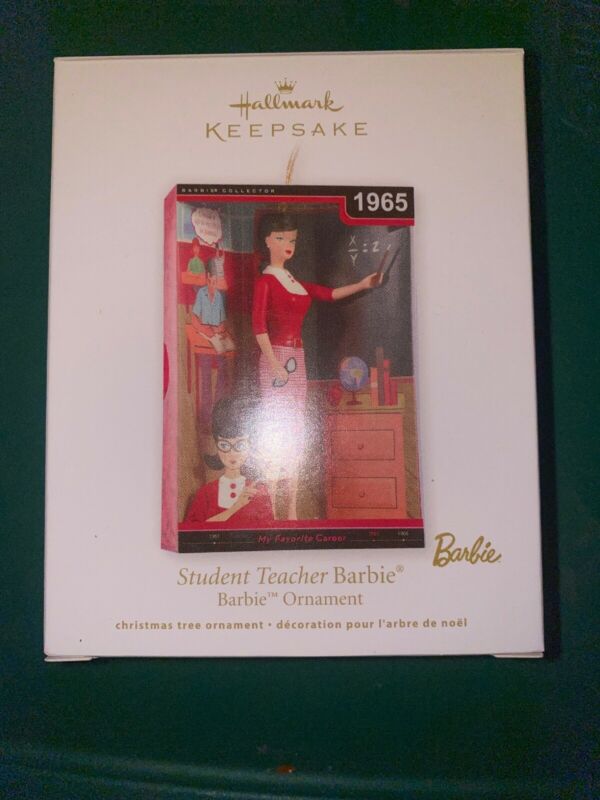 Hallmark
KEEPSAKE
BARBIE® COLLECTOR
1965
X
Y
= 2
My Favorite Career
Barbie
Student Teacher Barbie®
Barbie™ Ornament
christmas tree ornament • décoration pour l'arbre de noël